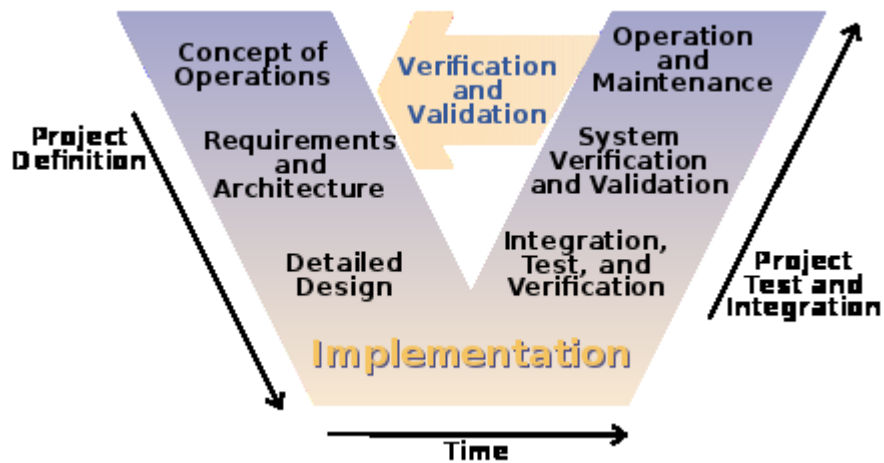 Concept of
Operations
Verification
and
Validation
Operation
and
Maintenance
Project
Definition
Requirements
and
Architecture
System
Verification
and Validation
Detailed
Design
Integration,
Test, and
Verification
Project
Test and
Integration
Implementation
Time